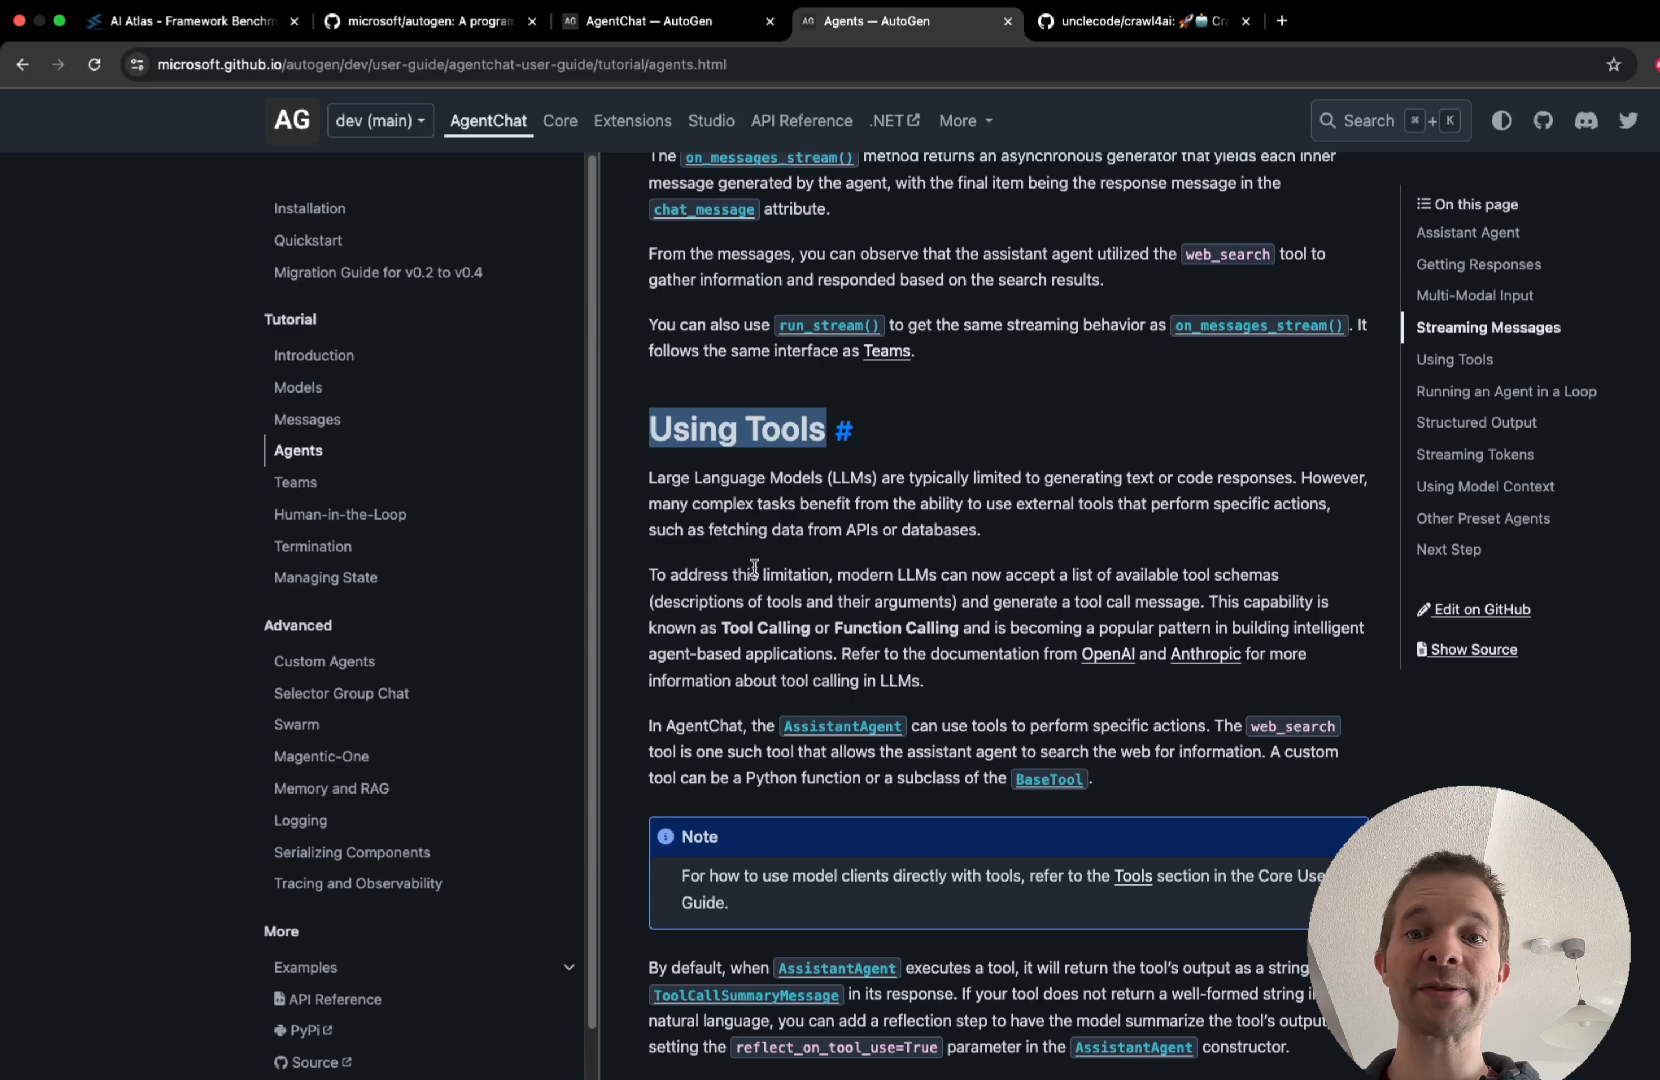 AI Atlas - Framework Benchm
microsoft/autogen: A program
AG AgentChat — AutoGen
AG Agents — AutoGen
unclecode/crawl4ai: 🚀🤖 Cr
microsoft.github.io/autogen/dev/user-guide/agentchat-user-guide/tutorial/agents.html
AG
dev (main)
AgentChat
Core
Extensions
Studio
API Reference
.NET
More
Search ⌘ + K
Installation
Quickstart
Migration Guide for v0.2 to v0.4
Tutorial
Introduction
Models
Messages
Agents
Teams
Human-in-the-Loop
Termination
Managing State
Advanced
Custom Agents
Selector Group Chat
Swarm
Magentic-One
Memory and RAG
Logging
Serializing Components
Tracing and Observability
More
Examples
API Reference
PyPi
Source
The on_messages_stream() method returns an asynchronous generator that yields each inner
message generated by the agent, with the final item being the response message in the
chat_message attribute.
From the messages, you can observe that the assistant agent utilized the web_search tool to
gather information and responded based on the search results.
You can also use run_stream() to get the same streaming behavior as on_messages_stream(). It
follows the same interface as Teams.
Using Tools #
Large Language Models (LLMs) are typically limited to generating text or code responses. However,
many complex tasks benefit from the ability to use external tools that perform specific actions,
such as fetching data from APIs or databases.
To address this limitation, modern LLMs can now accept a list of available tool schemas
(descriptions of tools and their arguments) and generate a tool call message. This capability is
known as Tool Calling or Function Calling and is becoming a popular pattern in building intelligent
agent-based applications. Refer to the documentation from OpenAI and Anthropic for more
information about tool calling in LLMs.
In AgentChat, the AssistantAgent can use tools to perform specific actions. The web_search
tool is one such tool that allows the assistant agent to search the web for information. A custom
tool can be a Python function or a subclass of the BaseTool.
Note
For how to use model clients directly with tools, refer to the Tools section in the Core Use
Guide.
By default, when AssistantAgent executes a tool, it will return the tool's output as a string
ToolCallSummaryMessage in its response. If your tool does not return a well-formed string i
natural language, you can add a reflection step to have the model summarize the tool's output,
setting the reflect_on_tool_use=True parameter in the AssistantAgent constructor.
On this page
Assistant Agent
Getting Responses
Multi-Modal Input
Streaming Messages
Using Tools
Running an Agent in a Loop
Structured Output
Streaming Tokens
Using Model Context
Other Preset Agents
Next Step
Edit on GitHub
Show Source